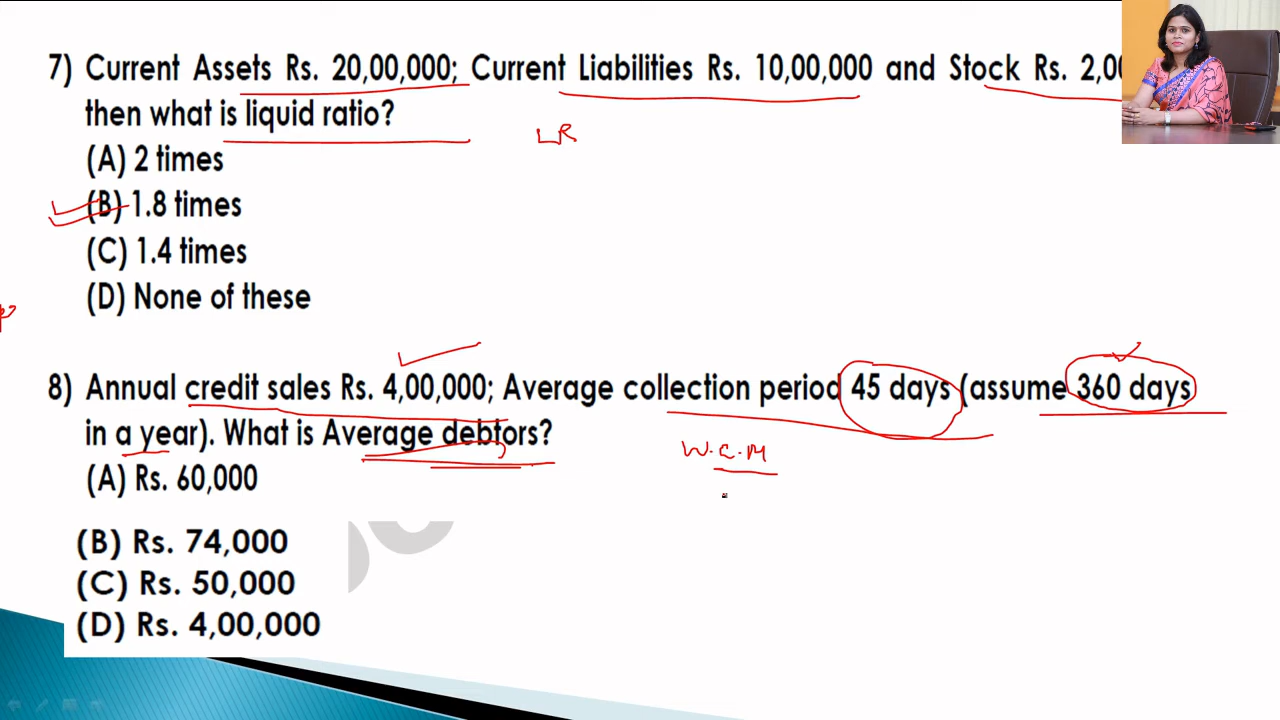 7) Current Assets Rs. 20,00,000; Current Liabilities Rs. 10,00,000 and Stock Rs. 2,00
then what is liquid ratio?
LR
(A) 2 times
(B) 1.8 times
(C) 1.4 times
(D) None of these
8) Annual credit sales Rs. 4,00,000; Average collection period 45 days (assume 360 days
in a year). What is Average debtors?
W.C.M
(A) Rs. 60,000
(B) Rs. 74,000
(C) Rs. 50,000
(D) Rs. 4,00,000